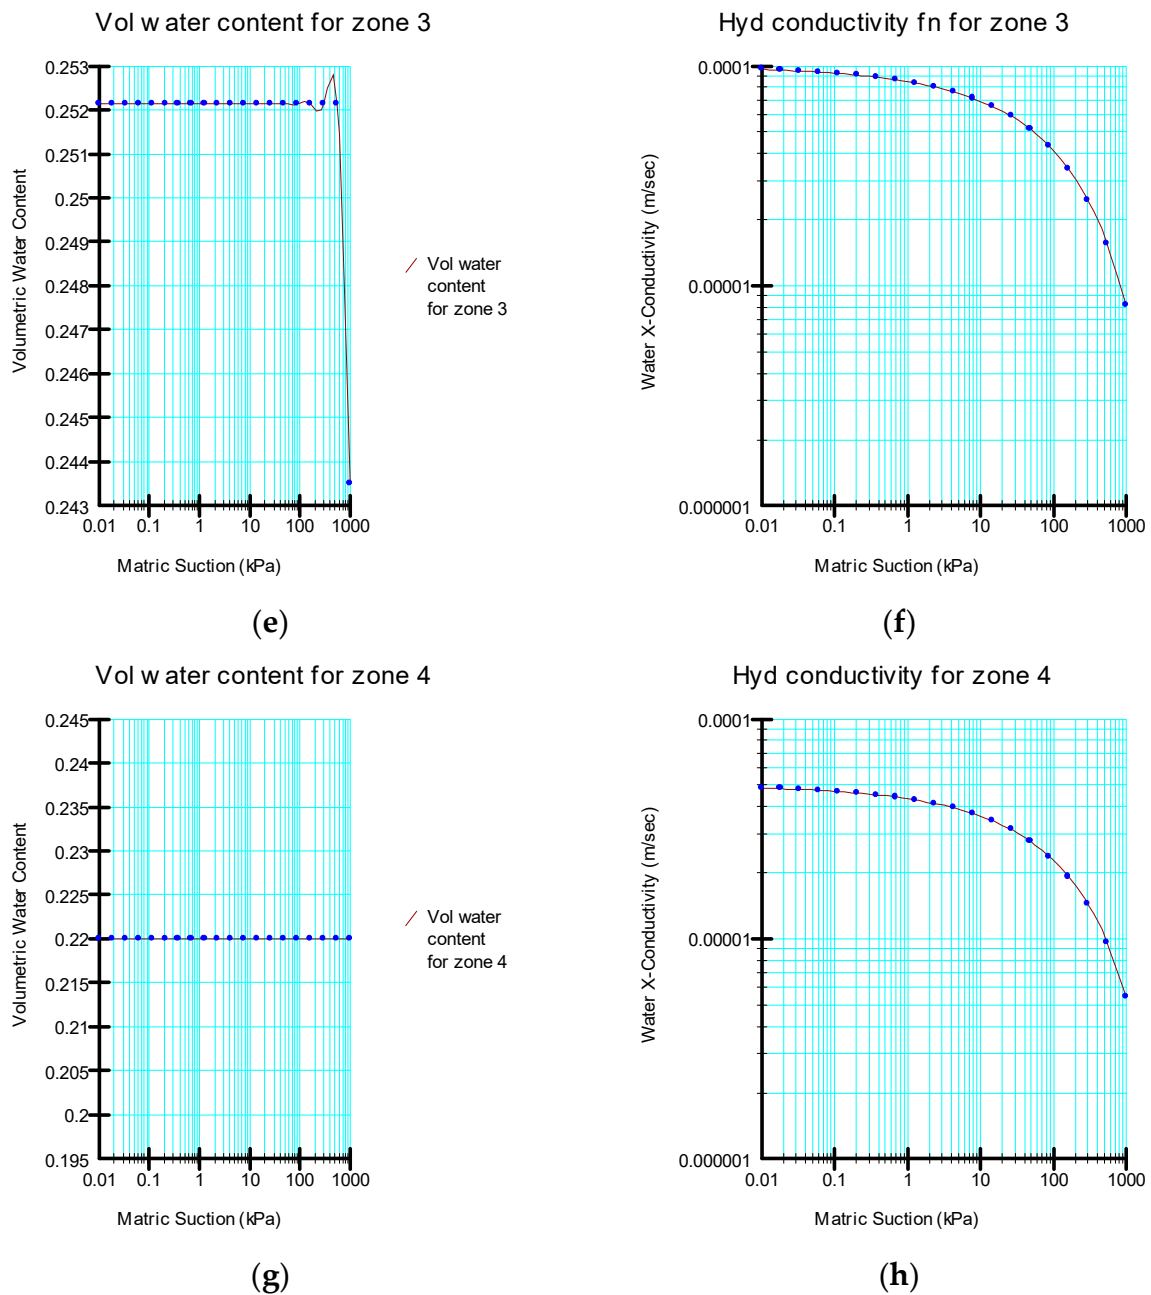 Vol water content for zone 3
0.253
0.252
0.251
0.25
0.249
0.248
0.247
0.246
0.245
0.244
0.243
Volumetric Water Content
0.01 0.1 1 10 100 1000
Matric Suction (kPa)
Vol water
content
for zone 3
(e)
Hyd conductivity fn for zone 3
0.0001
0.00001
0.000001
Water X-Conductivity (m/sec)
0.01 0.1 1 10 100 1000
Matric Suction (kPa)
(f)
Vol water content for zone 4
0.245
0.24
0.235
0.23
0.225
0.22
0.215
0.21
0.205
0.2
0.195
Volumetric Water Content
0.01 0.1 1 10 100 1000
Matric Suction (kPa)
Vol water
content
for zone 4
(g)
Hyd conductivity for zone 4
0.0001
0.00001
0.000001
Water X-Conductivity (m/sec)
0.01 0.1 1 10 100 1000
Matric Suction (kPa)
(h)